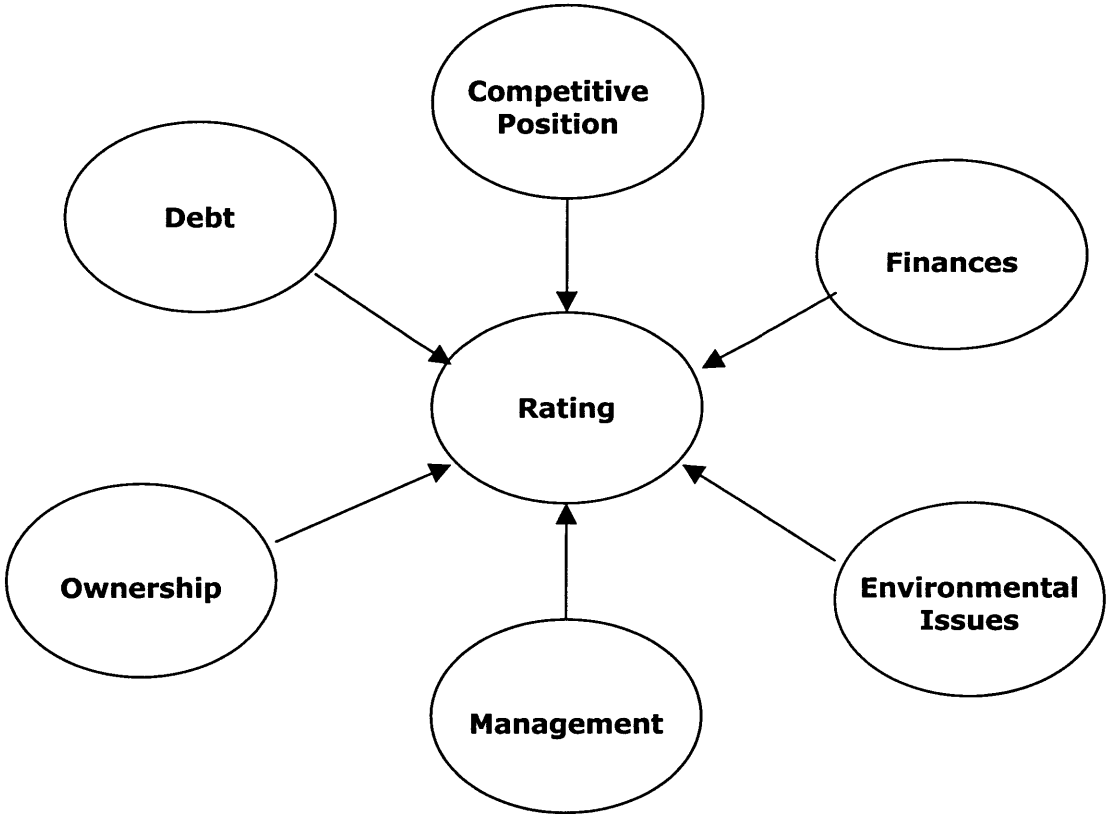 Competitive
Position
Debt
Finances
Rating
Ownership
Environmental
Issues
Management